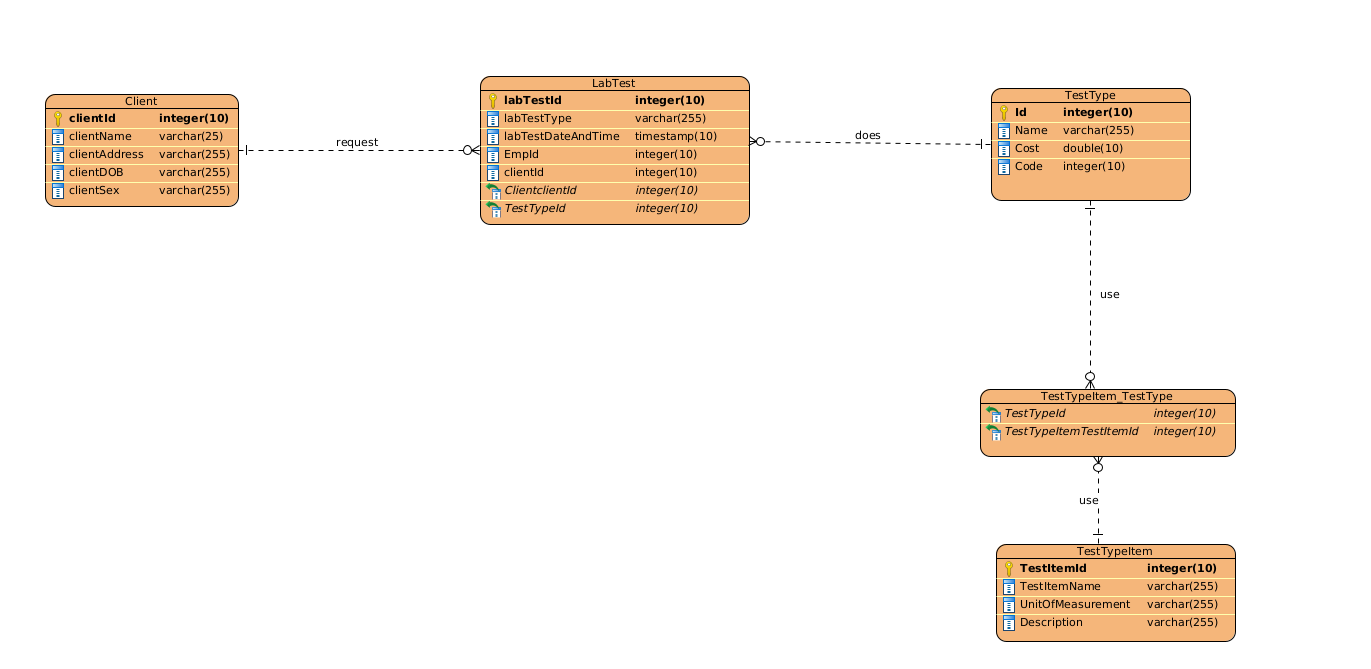 Client
clientId integer(10)
clientName varchar(25)
clientAddress varchar(255)
clientDOB varchar(255)
clientSex varchar(255)
request
LabTest
labTestId integer(10)
labTestType varchar(255)
labTestDateAndTime timestamp(10)
EmpId integer(10)
clientId integer(10)
ClientclientId integer(10)
TestTypeId integer(10)
does
TestType
Id integer(10)
Name varchar(255)
Cost double(10)
Code integer(10)
use
TestTypeItem_TestType
TestTypeId integer(10)
TestTypeItemTestItemId integer(10)
use
TestTypeItem
TestItemId integer(10)
TestItemName varchar(255)
UnitOfMeasurement varchar(255)
Description varchar(255)